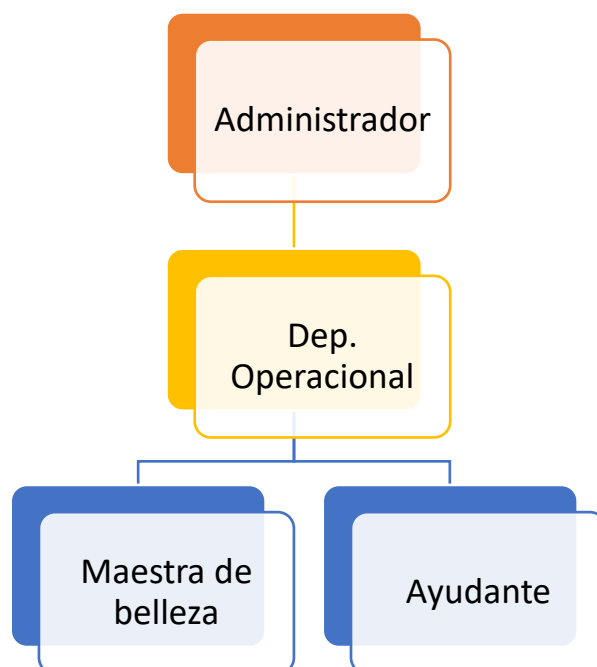 Administrador
Dep.
Operacional
Maestra de
belleza
Ayudante